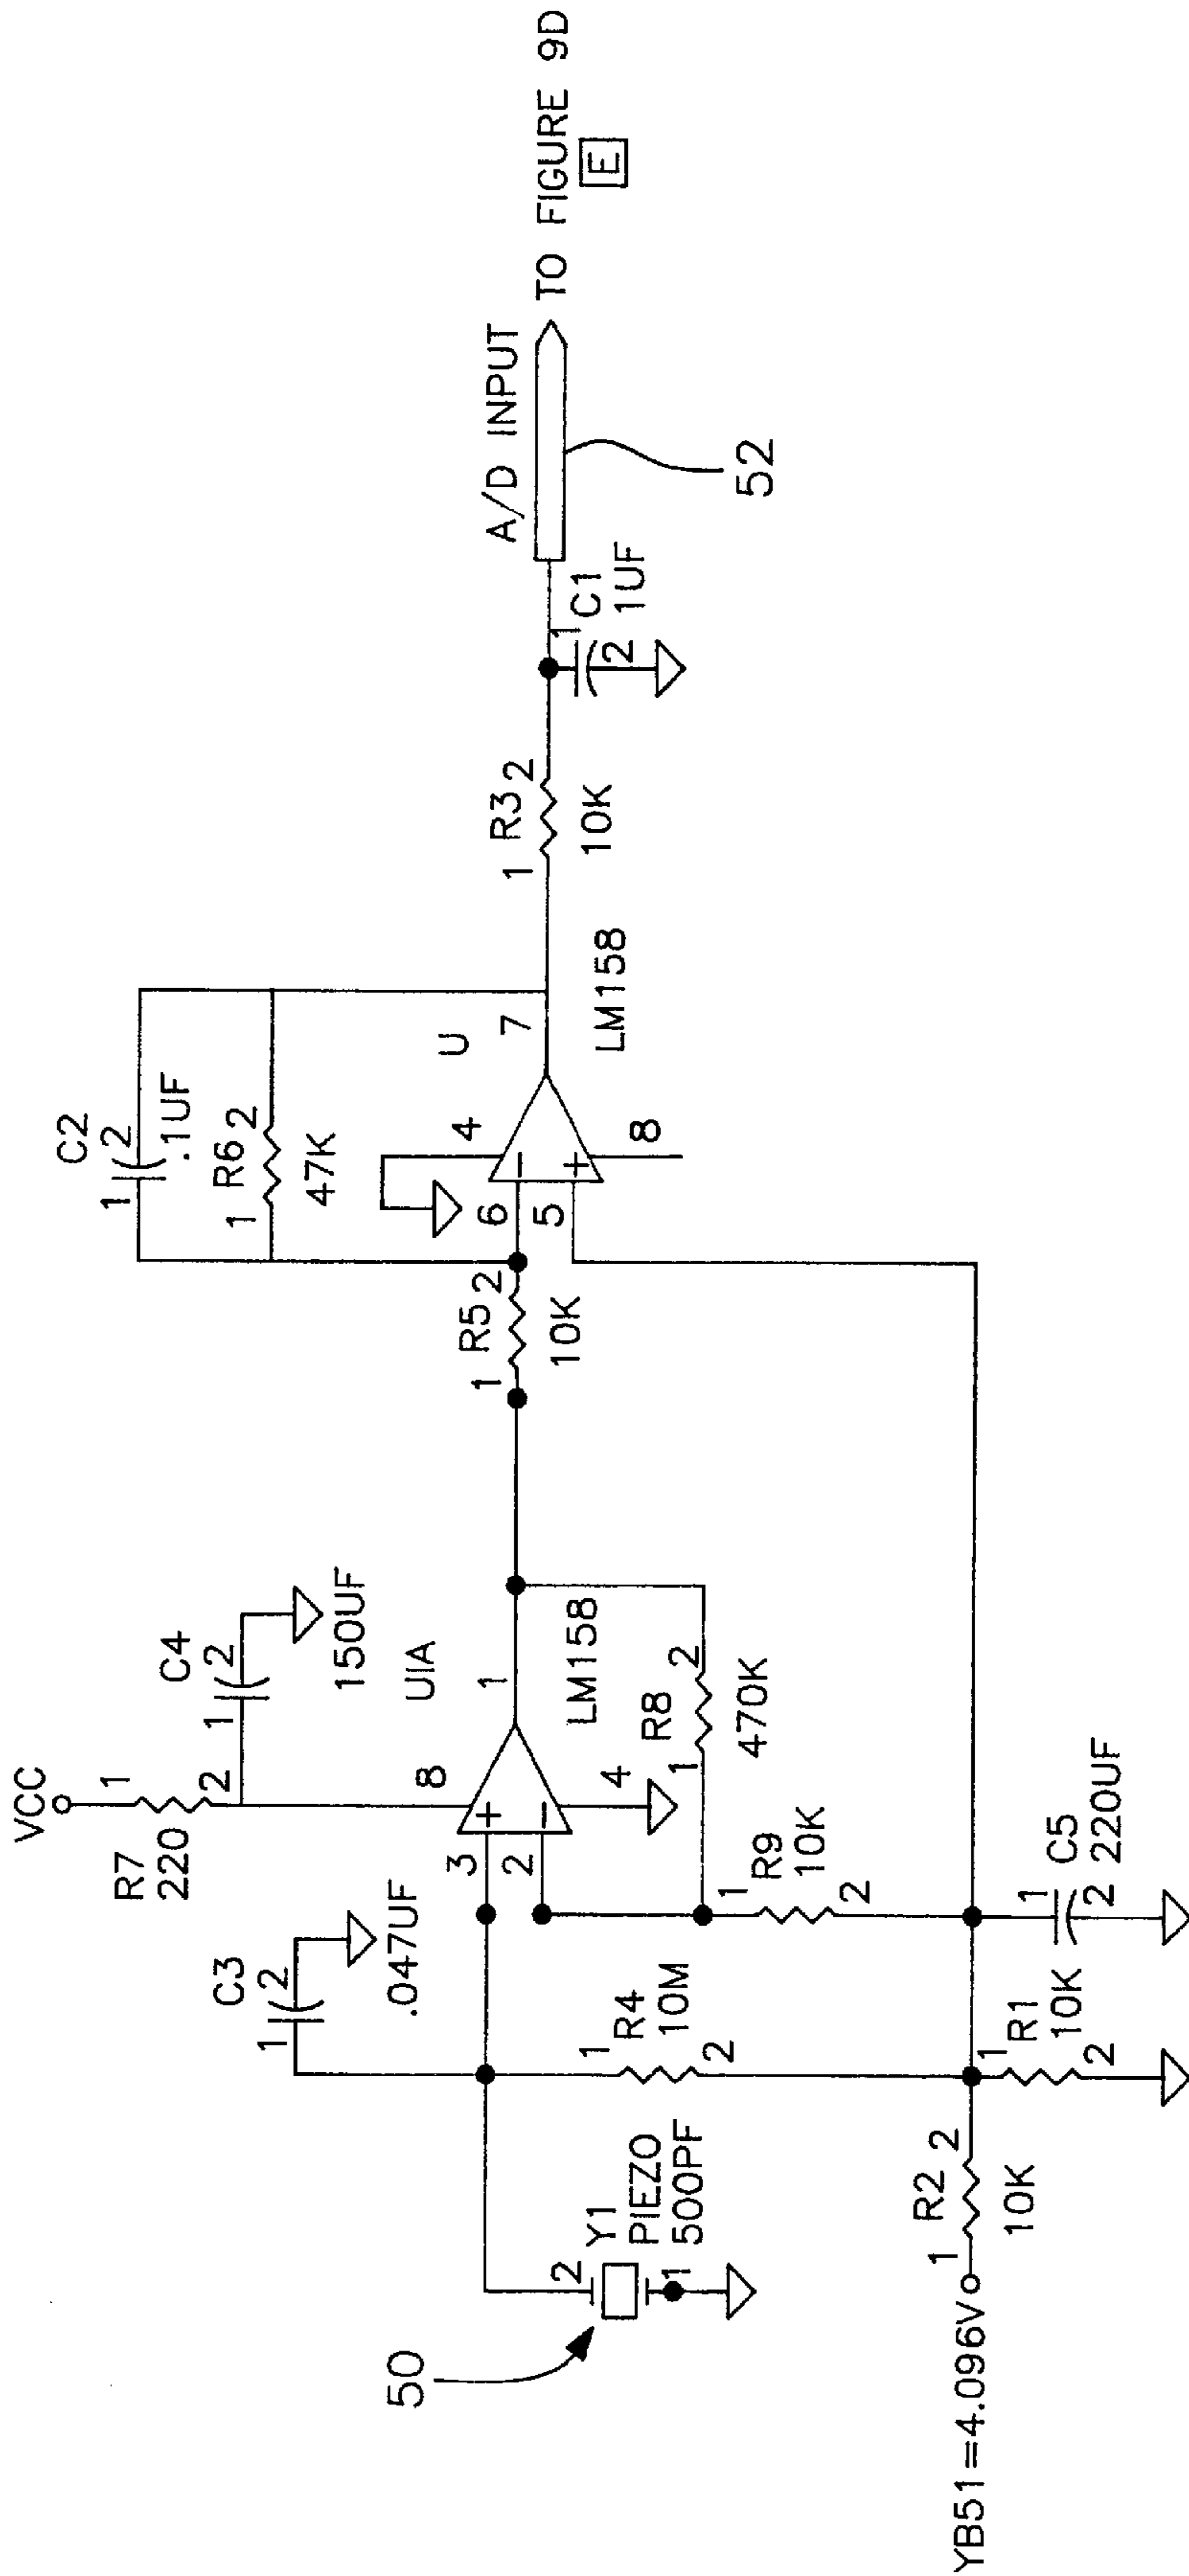 VCC
1
R7
220
2
C4
1 2
150UF
C3
1 2
.047UF
8
UIA
3
2
1
4
LM158
R8
1 2
470K
1
R9
10K
2
50
2
Y1
PIEZO
500PF
1
1
R4
10M
2
YB51=4.096V
1 R2 2
10K
1
R1
10K
2
1
C5
220UF
2
1 R5 2
10K
C2
1 2
.1UF
1 R6 2
47K
4
U
6
5
7
8
LM158
1 R3 2
10K
1
C1
1UF
2
A/D INPUT
52
TO FIGURE 9D
E